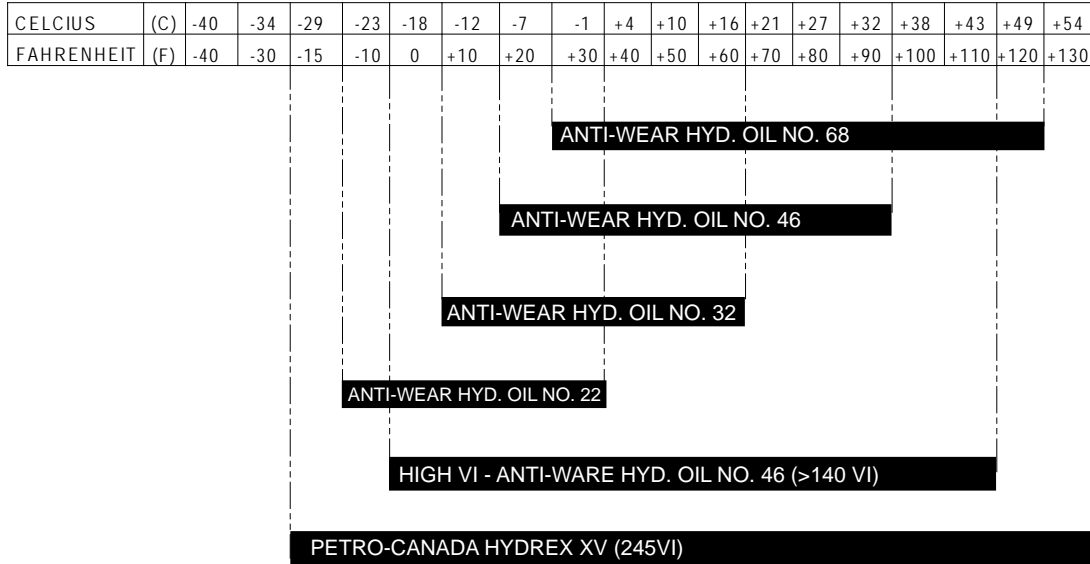 CELCIUS (C) -40 -34 -29 -23 -18 -12 -7 -1 +4 +10 +16 +21 +27 +32 +38 +43 +49 +54
FAHRENHEIT (F) -40 -30 -15 -10 0 +10 +20 +30 +40 +50 +60 +70 +80 +90 +100 +110 +120 +130
ANTI-WEAR HYD. OIL NO. 68
ANTI-WEAR HYD. OIL NO. 46
ANTI-WEAR HYD. OIL NO. 32
ANTI-WEAR HYD. OIL NO. 22
HIGH VI - ANTI-WARE HYD. OIL NO. 46 (>140 VI)
PETRO-CANADA HYDREX XV (245VI)